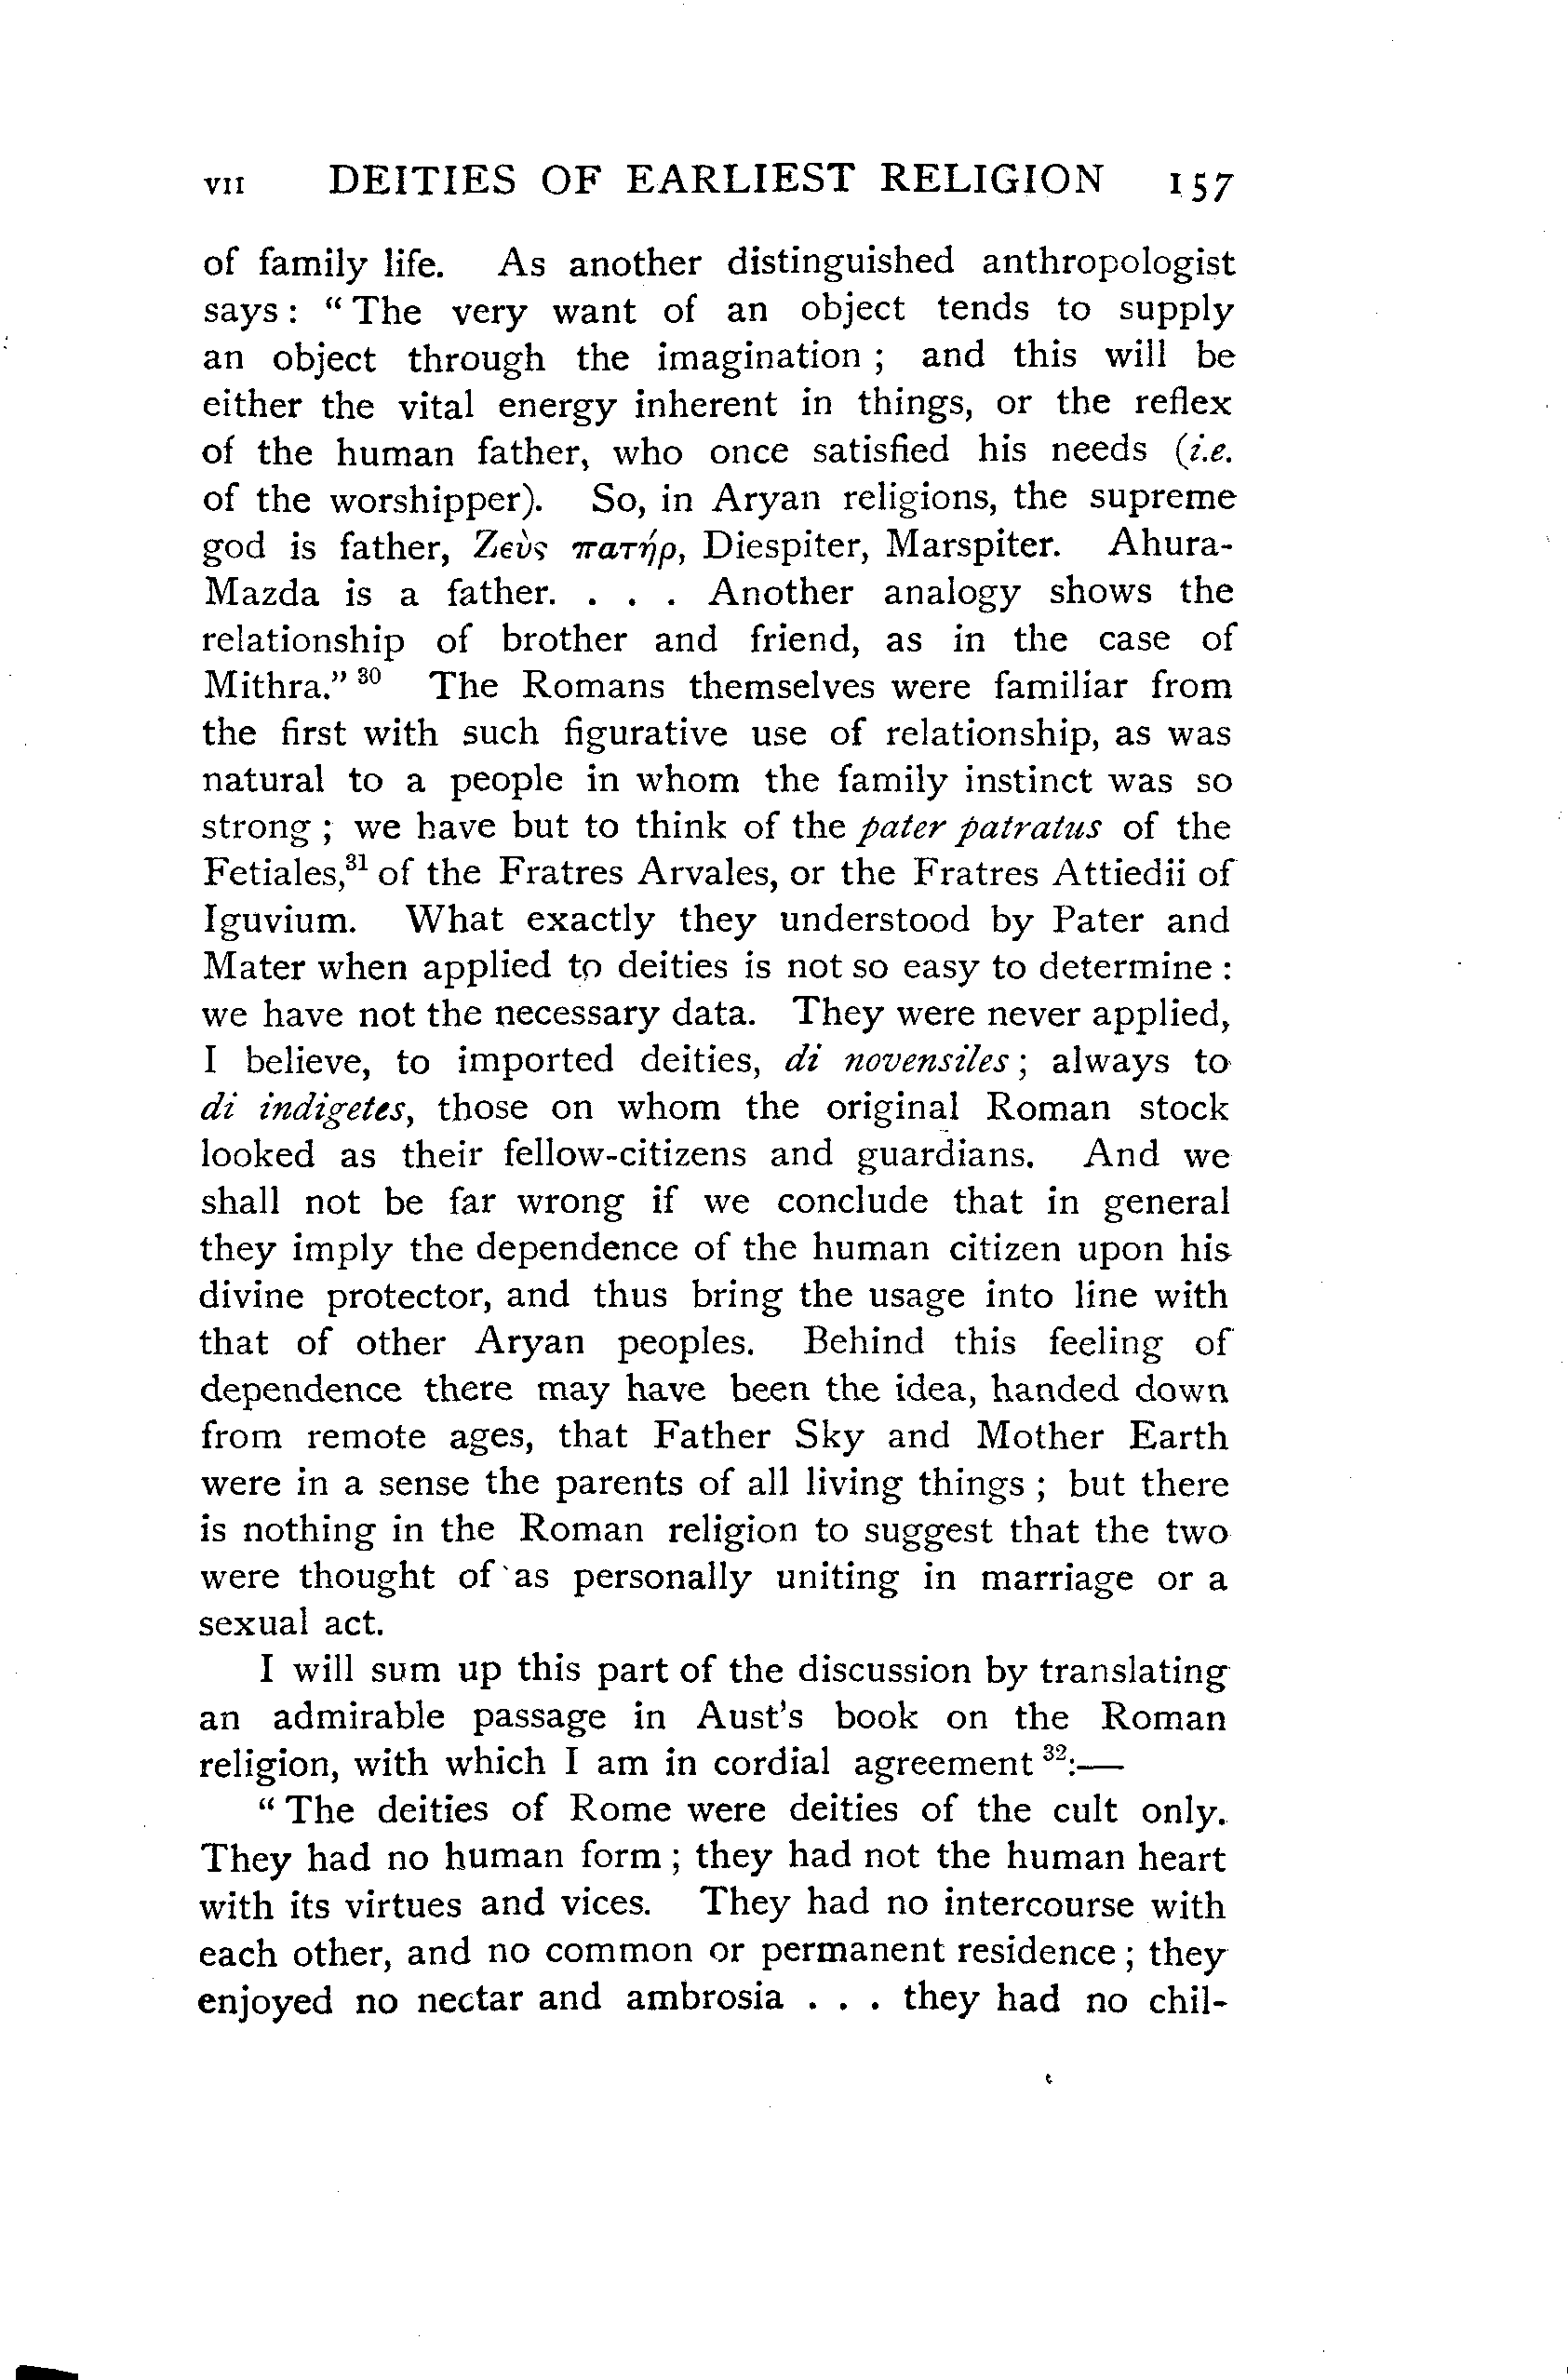 VII DEITIES OF EARLIEST RELIGION 157
of family life. As another distinguished anthropologist
says : “ The very want of an object tends to supply
an object through the imagination ; and this will be
either the vital energy inherent in things, or the reflex
of the human father, who once satisfied his needs (i.e.
of the worshipper). So, in Aryan religions, the supreme
god is father, Ζεὺς πατήρ, Diespiter, Marspiter. Ahura-
Mazda is a father. . . . Another analogy shows the
relationship of brother and friend, as in the case of
Mithra.” ³⁰ The Romans themselves were familiar from
the first with such figurative use of relationship, as was
natural to a people in whom the family instinct was so
strong ; we have but to think of the pater patratus of the
Fetiales,³¹ of the Fratres Arvales, or the Fratres Attiedii of
Iguvium. What exactly they understood by Pater and
Mater when applied to deities is not so easy to determine :
we have not the necessary data. They were never applied,
I believe, to imported deities, di novensiles ; always to
di indigetes, those on whom the original Roman stock
looked as their fellow-citizens and guardians. And we
shall not be far wrong if we conclude that in general
they imply the dependence of the human citizen upon his
divine protector, and thus bring the usage into line with
that of other Aryan peoples. Behind this feeling of
dependence there may have been the idea, handed down
from remote ages, that Father Sky and Mother Earth
were in a sense the parents of all living things ; but there
is nothing in the Roman religion to suggest that the two
were thought of as personally uniting in marriage or a
sexual act.
I will sum up this part of the discussion by translating
an admirable passage in Aust's book on the Roman
religion, with which I am in cordial agreement ³²:—
“ The deities of Rome were deities of the cult only.
They had no human form ; they had not the human heart
with its virtues and vices. They had no intercourse with
each other, and no common or permanent residence ; they
enjoyed no nectar and ambrosia . . . they had no chil-